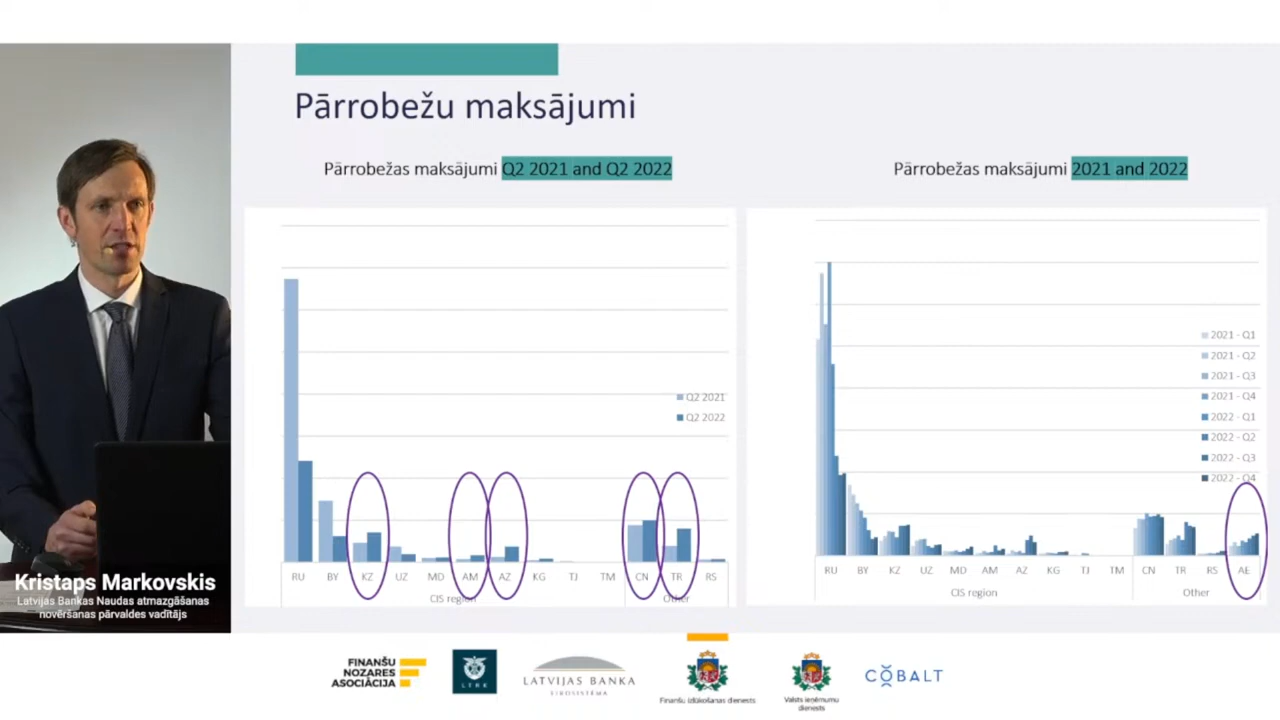 Pārrobežu maksājumi
Pārrobežas maksājumi Q2 2021 and Q2 2022
Q2 2021
Q2 2022
RU BY KZ UZ MD AM AZ KG TJ TM CN TR RS
CIS region Other
Pārrobežas maksājumi 2021 and 2022
2021 - Q1
2021 - Q2
2021 - Q3
2021 - Q4
2022 - Q1
2022 - Q2
2022 - Q3
2022 - Q4
RU BY KZ UZ MD AM AZ KG TJ TM CN TR RS AE
CIS region Other
Kristaps Markovskis
Latvijas Bankas Naudas atmazgāšanas
novēršanas pārvaldes vadītājs
FINANŠU
NOZARES
ASOCIĀCIJA
LTRK
LATVIJAS BANKA
EIROSISTĒMA
Finanšu izlūkošanas dienests
Valsts ieņēmumu
dienests
COBALT